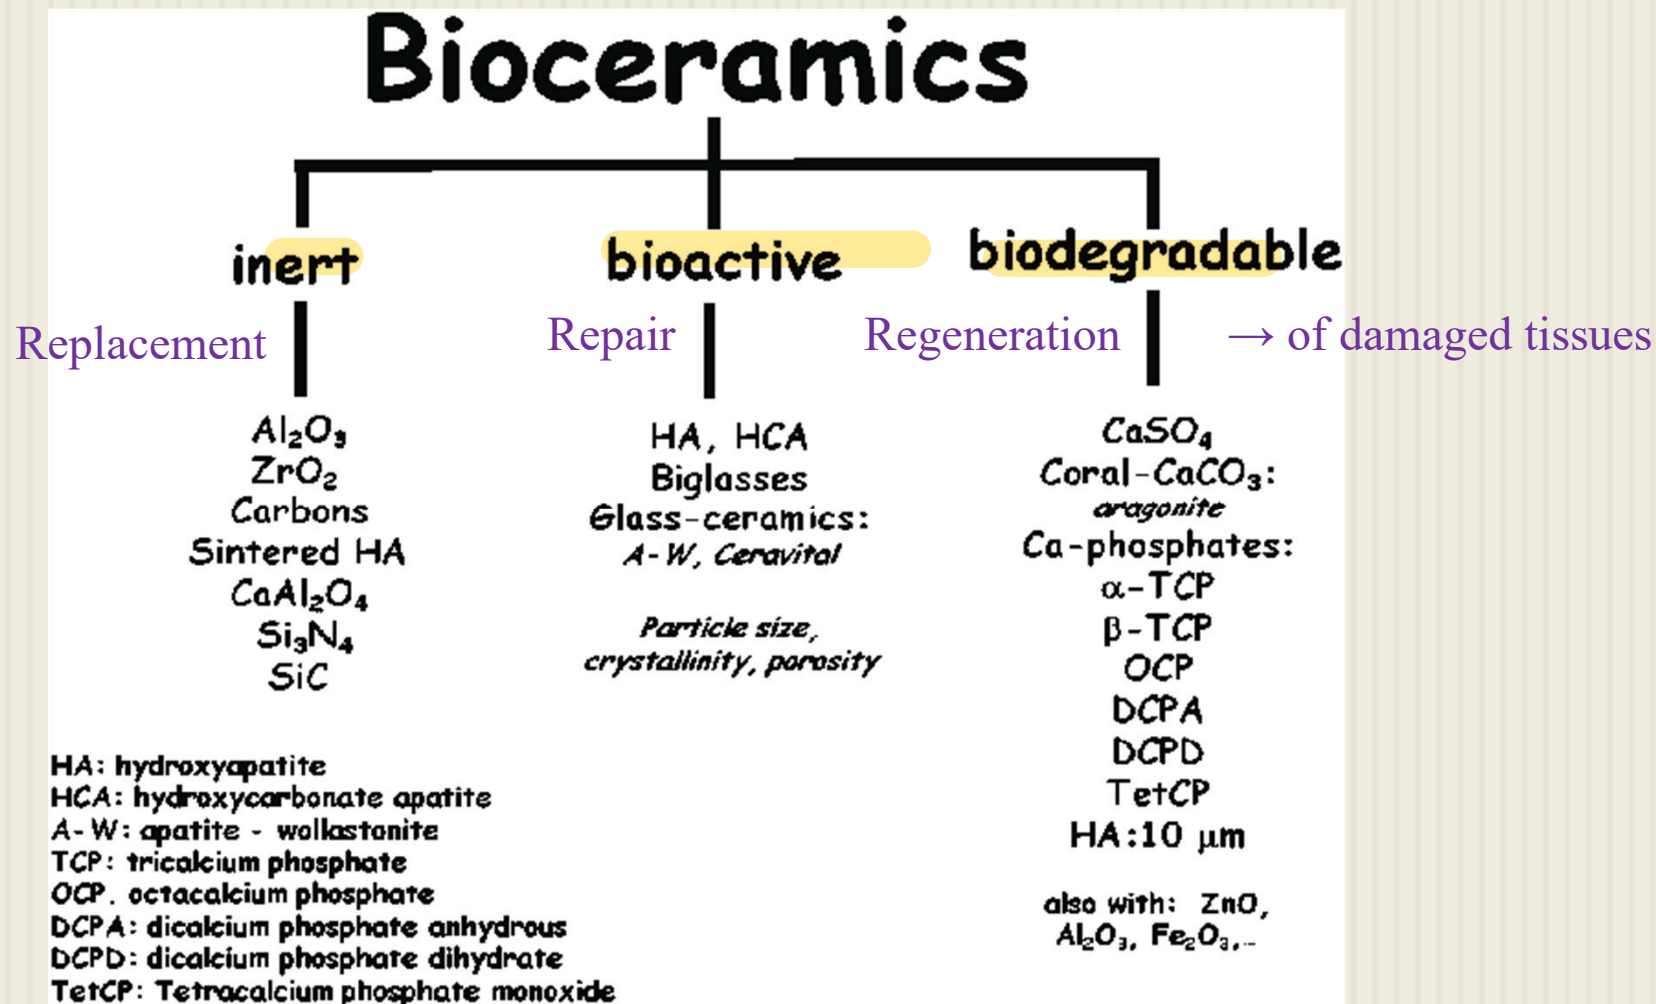 Bioceramics
inert
bioactive
biodegradable
Replacement
Repair
Regeneration
→ of damaged tissues
Al₂O₃
ZrO₂
Carbons
Sintered HA
CaAl₂O₄
Si₃N₄
SiC
HA, HCA
Biglasses
Glass-ceramics:
A-W, Ceravital
Particle size,
crystallinity, porosity
CaSO₄
Coral-CaCO₃:
aragonite
Ca-phosphates:
α-TCP
β-TCP
OCP
DCPA
DCPD
TetCP
HA:10 μm
also with: ZnO,
Al₂O₃, Fe₂O₃,..
HA: hydroxyapatite
HCA: hydroxycarbonate apatite
A-W: apatite - wollastonite
TCP: tricalcium phosphate
OCP. octacalcium phosphate
DCPA: dicalcium phosphate anhydrous
DCPD: dicalcium phosphate dihydrate
TetCP: Tetracalcium phosphate monoxide